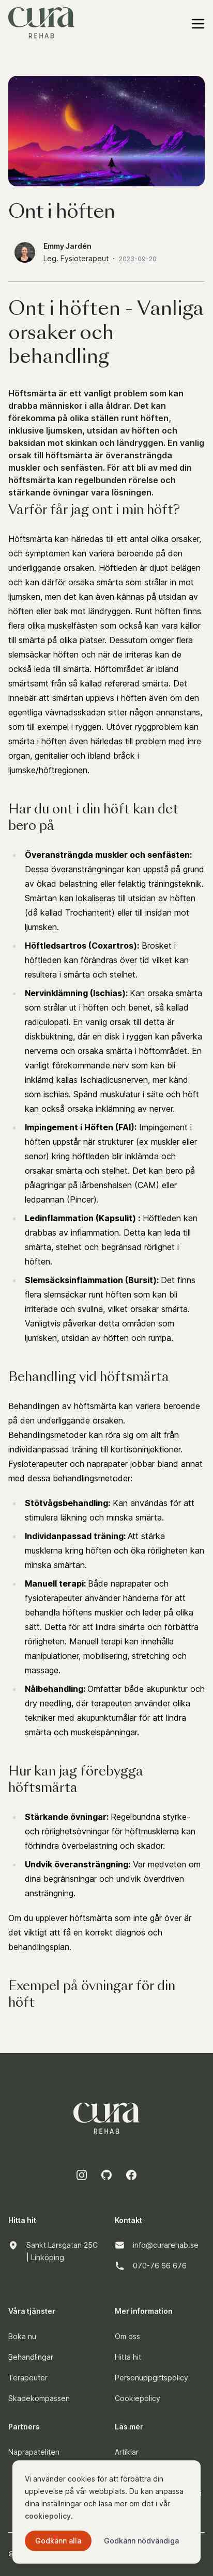 cura
REHAB
Ont i höften
Emmy Jardén
Leg. Fysioterapeut · 2023-09-20
Ont i höften - Vanliga
orsaker och
behandling
Höftsmärta är ett vanligt problem som kan
drabba människor i alla åldrar. Det kan
förekomma på olika ställen runt höften,
inklusive ljumsken, utsidan av höften och
baksidan mot skinkan och ländryggen. En vanlig
orsak till höftsmärta är överansträngda
muskler och senfästen. För att bli av med din
höftsmärta kan regelbunden rörelse och
stärkande övningar vara lösningen.
Varför får jag ont i min höft?
Höftsmärta kan härledas till ett antal olika orsaker,
och symptomen kan variera beroende på den
underliggande orsaken. Höftleden är djupt belägen
och kan därför orsaka smärta som strålar in mot
ljumsken, men det kan även kännas på utsidan av
höften eller bak mot ländryggen. Runt höften finns
flera olika muskelfästen som också kan vara källor
till smärta på olika platser. Dessutom omger flera
slemsäckar höften och när de irriteras kan de
också leda till smärta. Höftområdet är ibland
smärtsamt från så kallad refererad smärta. Det
innebär att smärtan upplevs i höften även om den
egentliga vävnadsskadan sitter någon annanstans,
som till exempel i ryggen. Utöver ryggproblem kan
smärta i höften även härledas till problem med inre
organ, genitalier och ibland bråck i
ljumske/höftregionen.
Har du ont i din höft kan det
bero på
Överansträngda muskler och senfästen:
Dessa överansträngningar kan uppstå på grund
av ökad belastning eller felaktig träningsteknik.
Smärtan kan lokaliseras till utsidan av höften
(då kallad Trochanterit) eller till insidan mot
ljumsken.
Höftledsartros (Coxartros): Brosket i
höftleden kan förändras över tid vilket kan
resultera i smärta och stelhet.
Nervinklämning (Ischias): Kan orsaka smärta
som strålar ut i höften och benet, så kallad
radiculopati. En vanlig orsak till detta är
diskbuktning, där en disk i ryggen kan påverka
nerverna och orsaka smärta i höftområdet. En
vanligt förekommande nerv som kan bli
inklämd kallas Ischiadicusnerven, mer känd
som ischias. Spänd muskulatur i säte och höft
kan också orsaka inklämning av nerver.
Impingement i Höften (FAI): Impingement i
höften uppstår när strukturer (ex muskler eller
senor) kring höftleden blir inklämda och
orsakar smärta och stelhet. Det kan bero på
pålagringar på lårbenshalsen (CAM) eller
ledpannan (Pincer).
Ledinflammation (Kapsulit) : Höftleden kan
drabbas av inflammation. Detta kan leda till
smärta, stelhet och begränsad rörlighet i
höften.
Slemsäcksinflammation (Bursit): Det finns
flera slemsäckar runt höften som kan bli
irriterade och svullna, vilket orsakar smärta.
Vanligtvis påverkar detta områden som
ljumsken, utsidan av höften och rumpa.
Behandling vid höftsmärta
Behandlingen av höftsmärta kan variera beroende
på den underliggande orsaken.
Behandlingsmetoder kan röra sig om allt från
individanpassad träning till kortisoninjektioner.
Fysioterapeuter och naprapater jobbar bland annat
med dessa behandlingsmetoder:
Stötvågsbehandling: Kan användas för att
stimulera läkning och minska smärta.
Individanpassad träning: Att stärka
musklerna kring höften och öka rörligheten kan
minska smärtan.
Manuell terapi: Både naprapater och
fysioterapeuter använder händerna för att
behandla höftens muskler och leder på olika
sätt. Detta för att lindra smärta och förbättra
rörligheten. Manuell terapi kan innehålla
manipulationer, mobilisering, stretching och
massage.
Nålbehandling: Omfattar både akupunktur och
dry needling, där terapeuten använder olika
tekniker med akupunkturnålar för att lindra
smärta och muskelspänningar.
Hur kan jag förebygga
höftsmärta
Stärkande övningar: Regelbundna styrke-
och rörlighetsövningar för höftmusklerna kan
förhindra överbelastning och skador.
Undvik överansträngning: Var medveten om
dina begränsningar och undvik överdriven
ansträngning.
Om du upplever höftsmärta som inte går över är
det viktigt att få en korrekt diagnos och
behandlingsplan.
Exempel på övningar för din
höft
cura
REHAB
Hitta hit
Kontakt
Sankt Larsgatan 25C
| Linköping
info@curarehab.se
070-76 66 676
Våra tjänster
Mer information
Boka nu
Om oss
Behandlingar
Hitta hit
Terapeuter
Personuppgiftspolicy
Skadekompassen
Cookiepolicy
Partners
Läs mer
Naprapateliten
Artiklar
Vi använder cookies för att förbättra din
upplevelse på vår webbplats. Du kan anpassa
dina inställningar och läsa mer om det i vår
cookiepolicy.
Godkänn alla
Godkänn nödvändiga